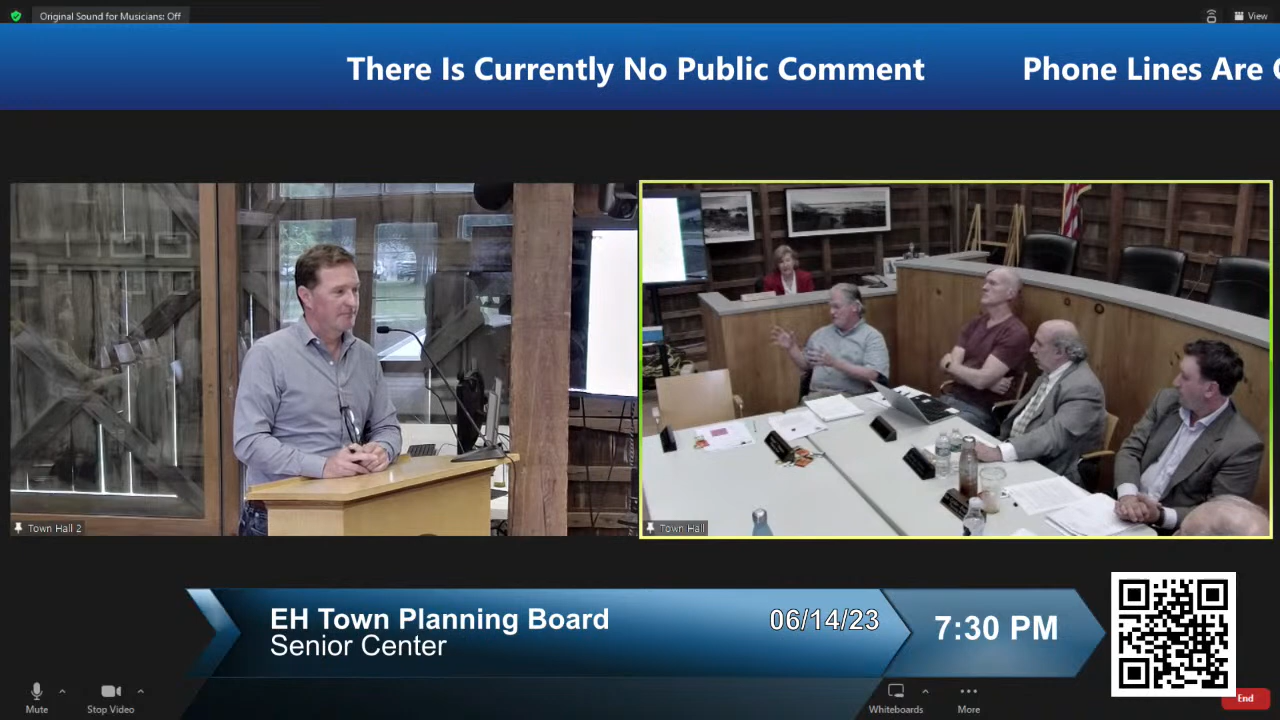 Original Sound for Musicians: Off
View
There Is Currently No Public Comment
Phone Lines Are
Town Hall 2
Town Hall
EH Town Planning Board
06/14/23
7:30 PM
Senior Center
Mute
Stop Video
Whiteboards
More
End